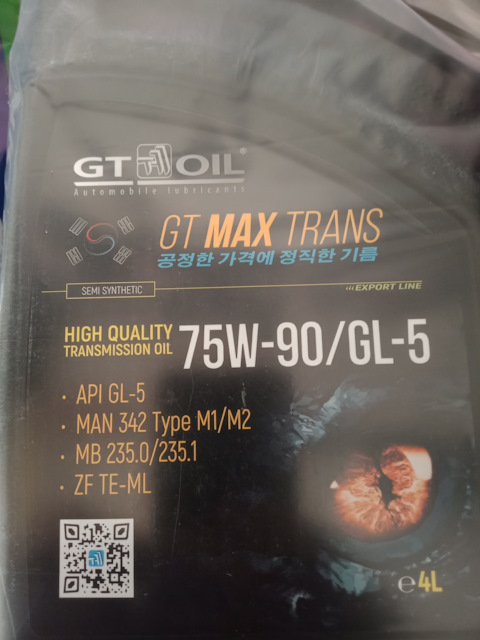 GT OIL®
Automobile lubricants
GT MAX TRANS
공정한 가격에 정직한 기름
SEMI SYNTHETIC
‹‹‹EXPORT LINE
HIGH QUALITY
TRANSMISSION OIL
75W-90/GL-5
· API GL-5
· MAN 342 Type M1/M2
· MB 235.0/235.1
· ZF TE-ML
℮4L